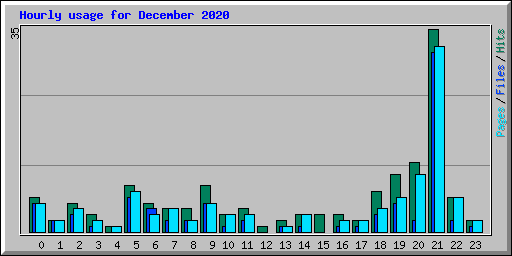 Hourly usage for December 2020
35
Pages/Files/Hits
0 1 2 3 4 5 6 7 8 9 10 11 12 13 14 15 16 17 18 19 20 21 22 23